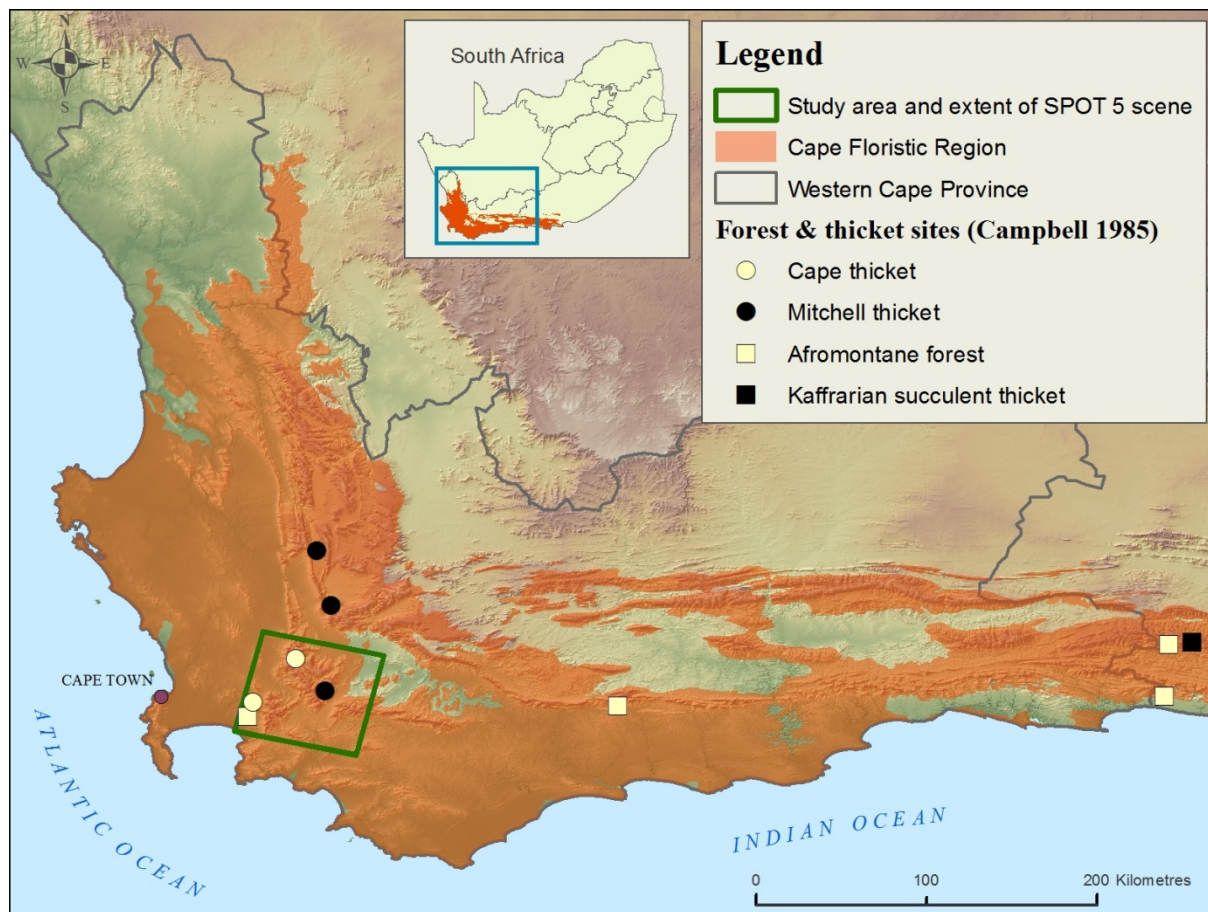 N
W E
S
South Africa
Legend
Study area and extent of SPOT 5 scene
Cape Floristic Region
Western Cape Province
Forest & thicket sites (Campbell 1985)
Cape thicket
Mitchell thicket
Afromontane forest
Kaffrarian succulent thicket
CAPE TOWN
ATLANTIC OCEAN
INDIAN OCEAN
0 100 200 Kilometres